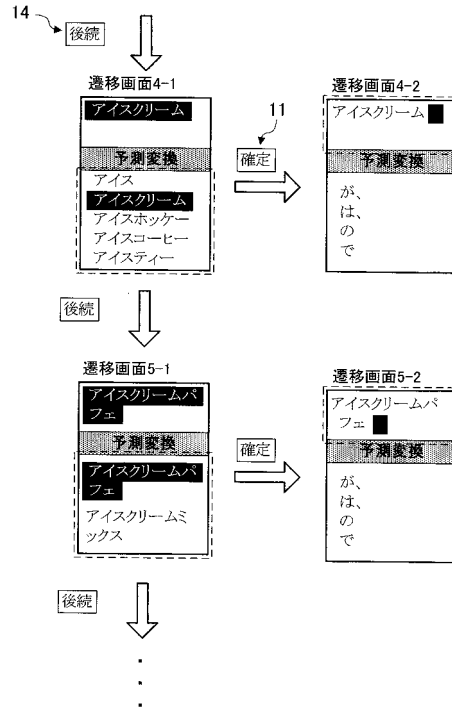 14
後続
遷移画面4-1
アイスクリーム
予測変換
アイス
アイスクリーム
アイスホッケー
アイスコーヒー
アイスティー
11
確定
遷移画面4-2
アイスクリーム
予測変換
が、
は、
の
で
後続
遷移画面5-1
アイスクリームパ
フェ
予測変換
アイスクリームパ
フェ
アイスクリームミ
ックス
確定
遷移画面5-2
アイスクリームパ
フェ
予測変換
が、
は、
の
で
後続